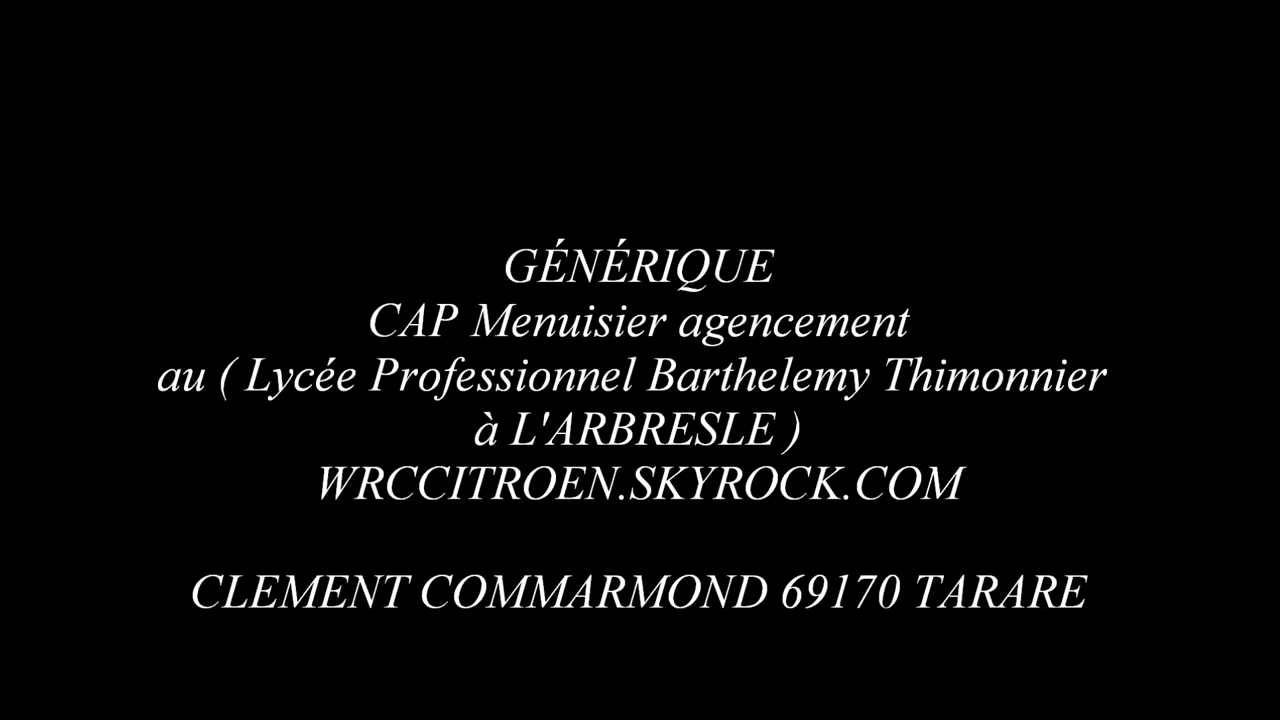 GÉNÉRIQUE
CAP Menuisier agencement
au ( Lycée Professionnel Barthelemy Thimonnier
à L'ARBRESLE )
WRCCITROEN.SKYROCK.COM
CLEMENT COMMARMOND 69170 TARARE